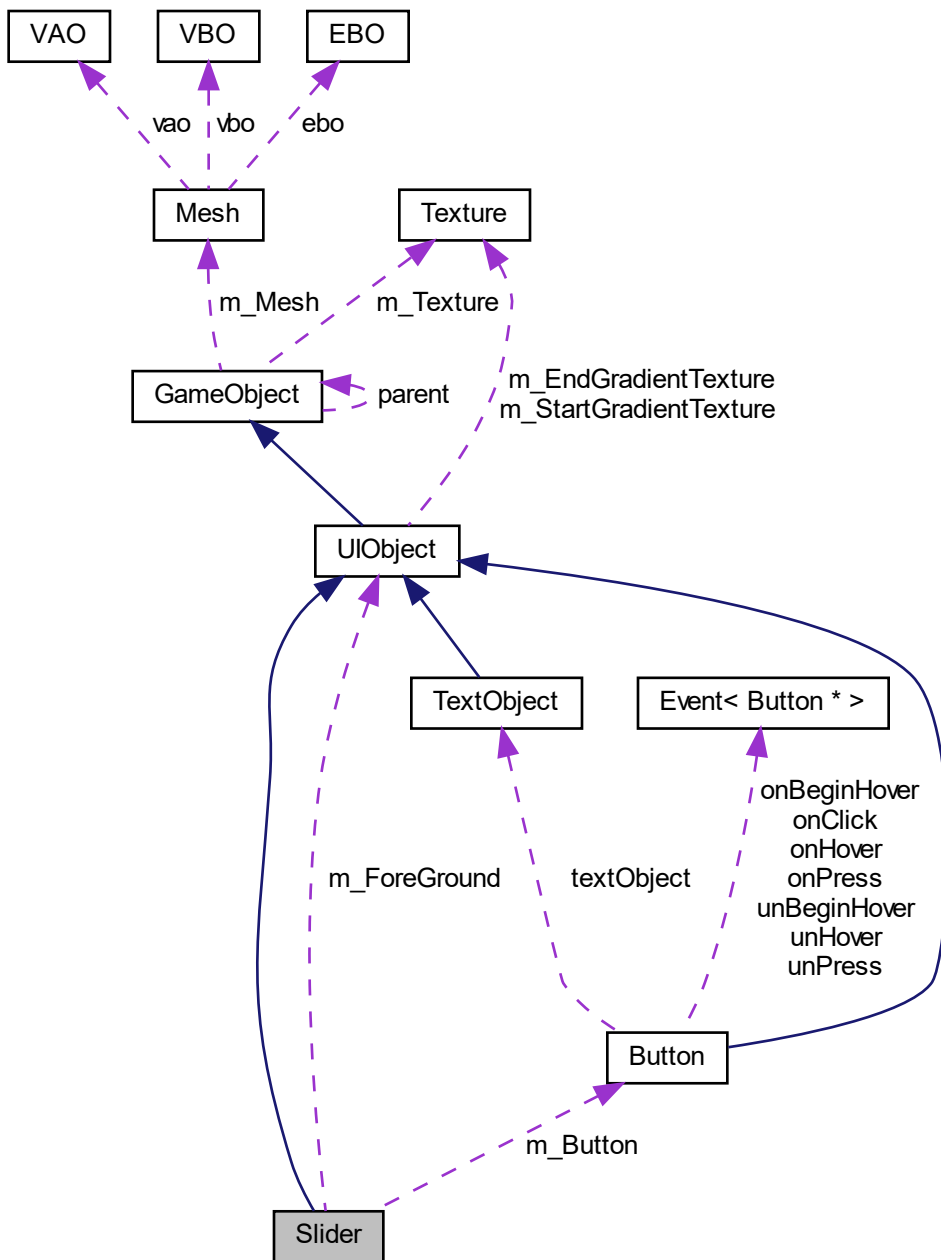 VAO
VBO
EBO
vao
vbo
ebo
Mesh
Texture
m_Mesh
m_Texture
GameObject
parent
m_EndGradientTexture
m_StartGradientTexture
UIObject
TextObject
Event< Button * >
m_ForeGround
textObject
onBeginHover
onClick
onHover
onPress
unBeginHover
unHover
unPress
Button
m_Button
Slider